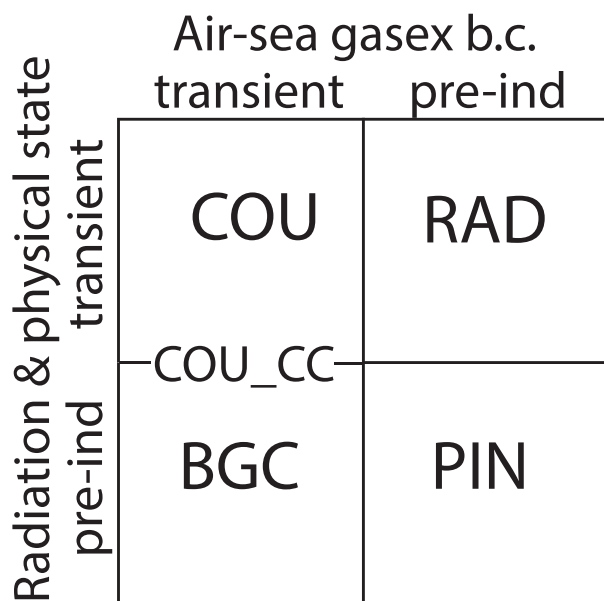 Air-sea gasex b.c.
transient pre-ind
Radiation & physical state
transient
COU RAD
COU_CC
pre-ind
BGC PIN